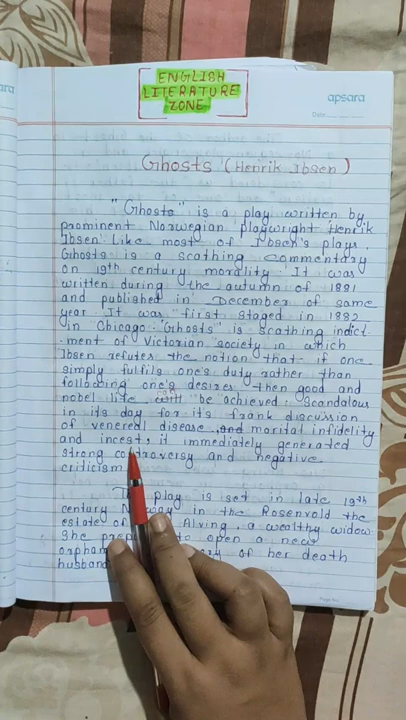 ENGLISH
LITERATURE
ZONE
apsara
Date
Ghosts (Henrik Ibsen)
"Ghosts" is a play written by
prominent Norwegian playwright Henrik
Ibsen. Like most of Ibsen's plays,
Ghosts is a scathing commentary
on 19th century morality. It was
written during the autumn of 1881
and published in December of same
year. It was first staged in 1882
in Chicago. "Ghosts" is scathing indict
-ment of Victorian society in which
Ibsen refutes the notion that if one
simply fulfils one's duty rather than
following one's desires then good and
nobel life can be achieved. Scandalous
in its day for its frank discussion
of venereal disease, and marital infidelity
and incest, it immediately generated
strong controversy and negative
criticism
The play is set in late 19th
century in the Rosenvold the
estate of Alving, a wealthy widow.
She to open a new
of her death
husband